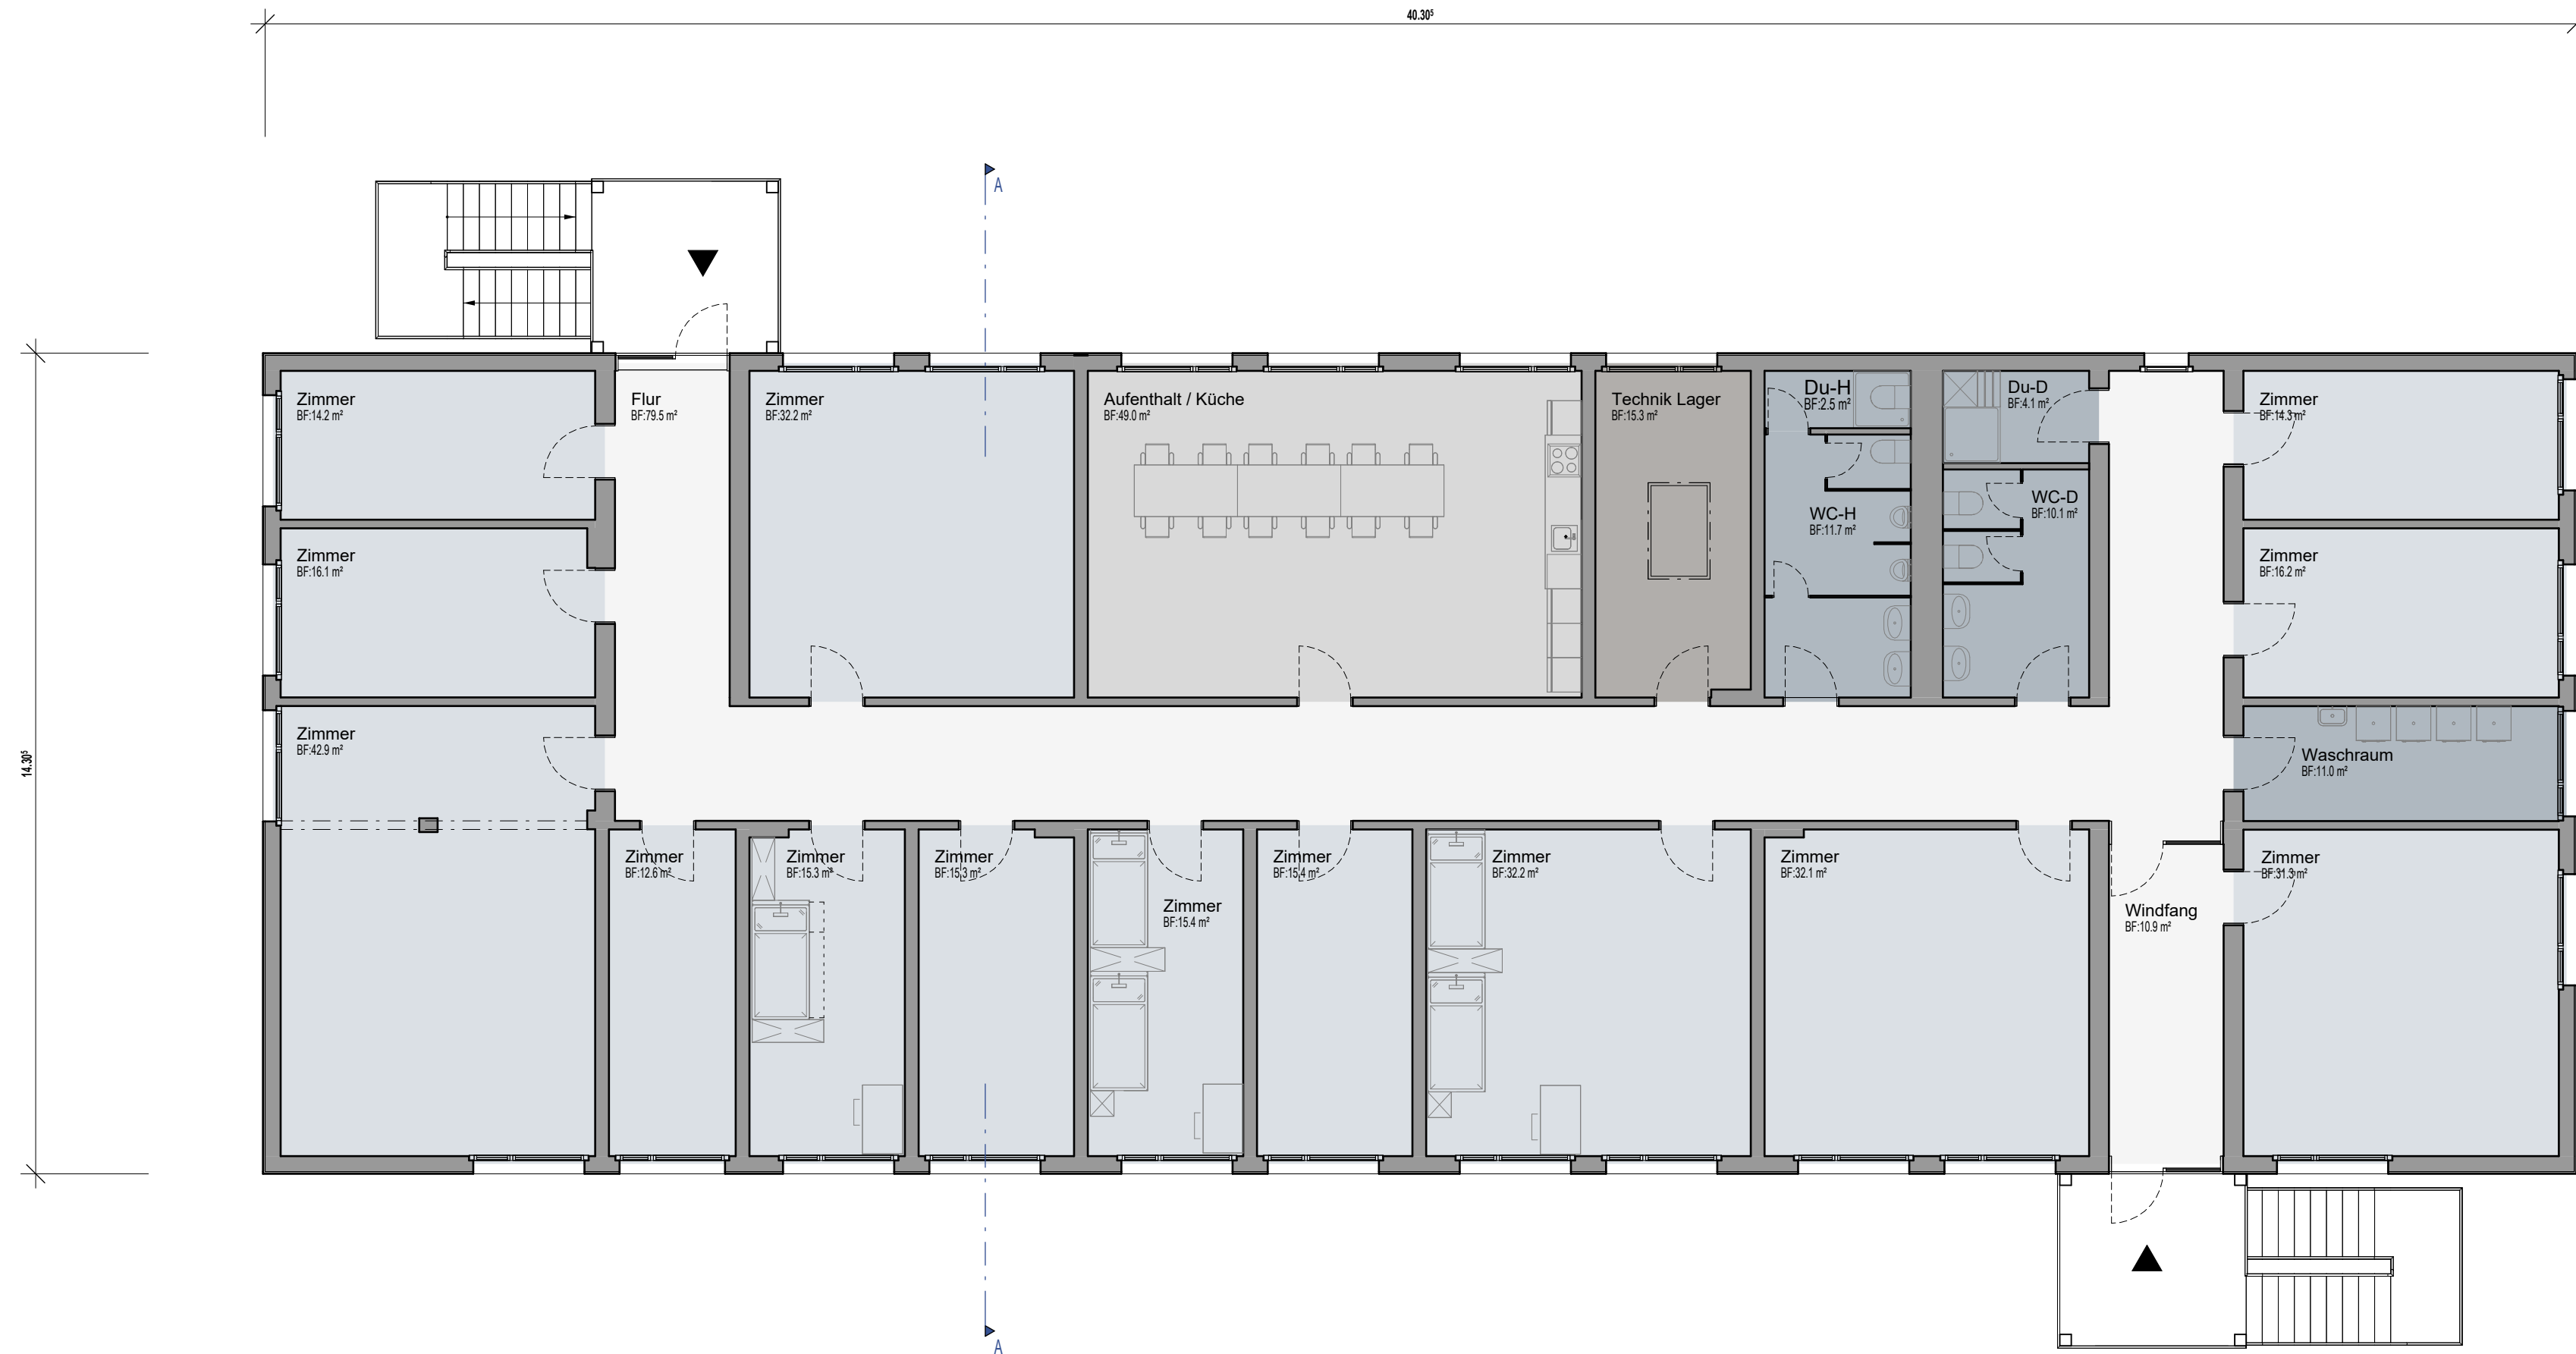 40.30⁵
A
Zimmer
BF:14.2 m²
Flur
BF:79.5 m²
Zimmer
BF:32.2 m²
Aufenthalt / Küche
BF:49.0 m²
Technik Lager
BF:15.3 m²
Du-H
BF:2.5 m²
Du-D
BF:4.1 m²
Zimmer
BF:14.3 m²
WC-H
BF:11.7 m²
WC-D
BF:10.1 m²
Zimmer
BF:16.1 m²
Zimmer
BF:16.2 m²
Zimmer
BF:42.9 m²
Waschraum
BF:11.0 m²
14.30⁵
Zimmer
BF:12.6 m²
Zimmer
BF:15.3 m²
Zimmer
BF:15.3 m²
Zimmer
BF:15.4 m²
Zimmer
BF:15.4 m²
Zimmer
BF:32.2 m²
Zimmer
BF:32.1 m²
Windfang
BF:10.9 m²
Zimmer
BF:31.3 m²
A